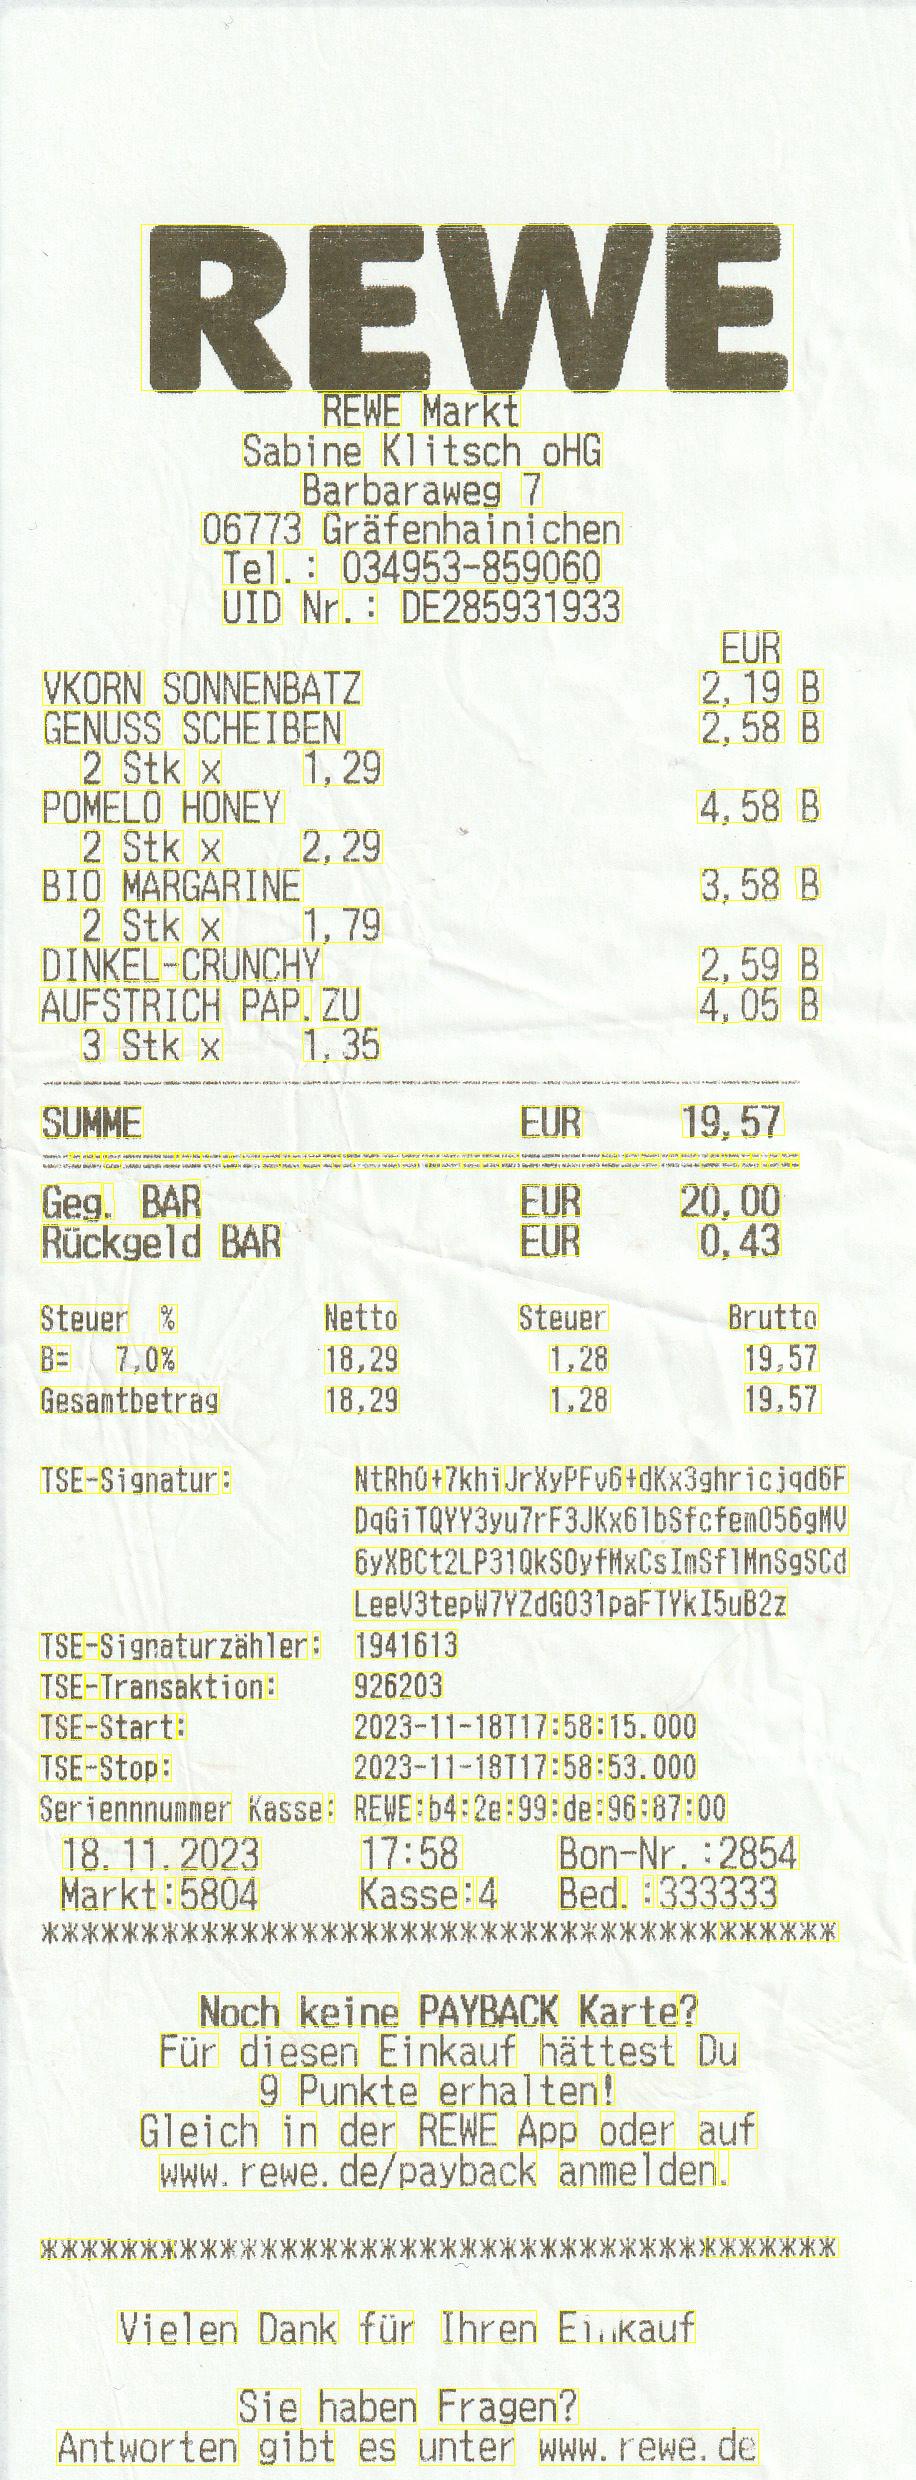 REWE
REWE Markt
Sabine Klitsch oHG
Barbaraweg 7
06773 Gräfenhainichen
Tel.: 034953-859060
UID Nr.: DE285931933
EUR
VKORN SONNENBATZ 2,19 B
GENUSS SCHEIBEN 2,58 B
2 Stk x 1,29
POMELO HONEY 4,58 B
2 Stk x 2,29
BIO MARGARINE 3,58 B
2 Stk x 1,79
DINKEL-CRUNCHY 2,59 B
AUFSTRICH PAP.ZU 4,05 B
3 Stk x 1,35
SUMME EUR 19,57
Geg. BAR EUR 20,00
Rückgeld BAR EUR 0,43
Steuer % Netto Steuer Brutto
B= 7,0% 18,29 1,28 19,57
Gesamtbetrag 18,29 1,28 19,57
TSE-Signatur: NtRh0+7khiJrXyPFv6+dKx3ghricjqd6F
DqGiTQYY3yu7rF3JKx61bSfcfem056gMV
6yXBCt2LP31QkSOyfMxCsImSflMnSgSCd
LeeV3tepW7YZdGO31paFTYkI5uB2z
TSE-Signaturzähler: 1941613
TSE-Transaktion: 926203
TSE-Start: 2023-11-18T17:58:15.000
TSE-Stop: 2023-11-18T17:58:53.000
Seriennnummer Kasse: REWE:b4:2e:99:de:96:87:00
18.11.2023 17:58 Bon-Nr.:2854
Markt:5804 Kasse:4 Bed.:333333
****************************************
Noch keine PAYBACK Karte?
Für diesen Einkauf hättest Du
9 Punkte erhalten!
Gleich in der REWE App oder auf
www.rewe.de/payback anmelden.
****************************************
Vielen Dank für Ihren Einkauf
Sie haben Fragen?
Antworten gibt es unter www.rewe.de